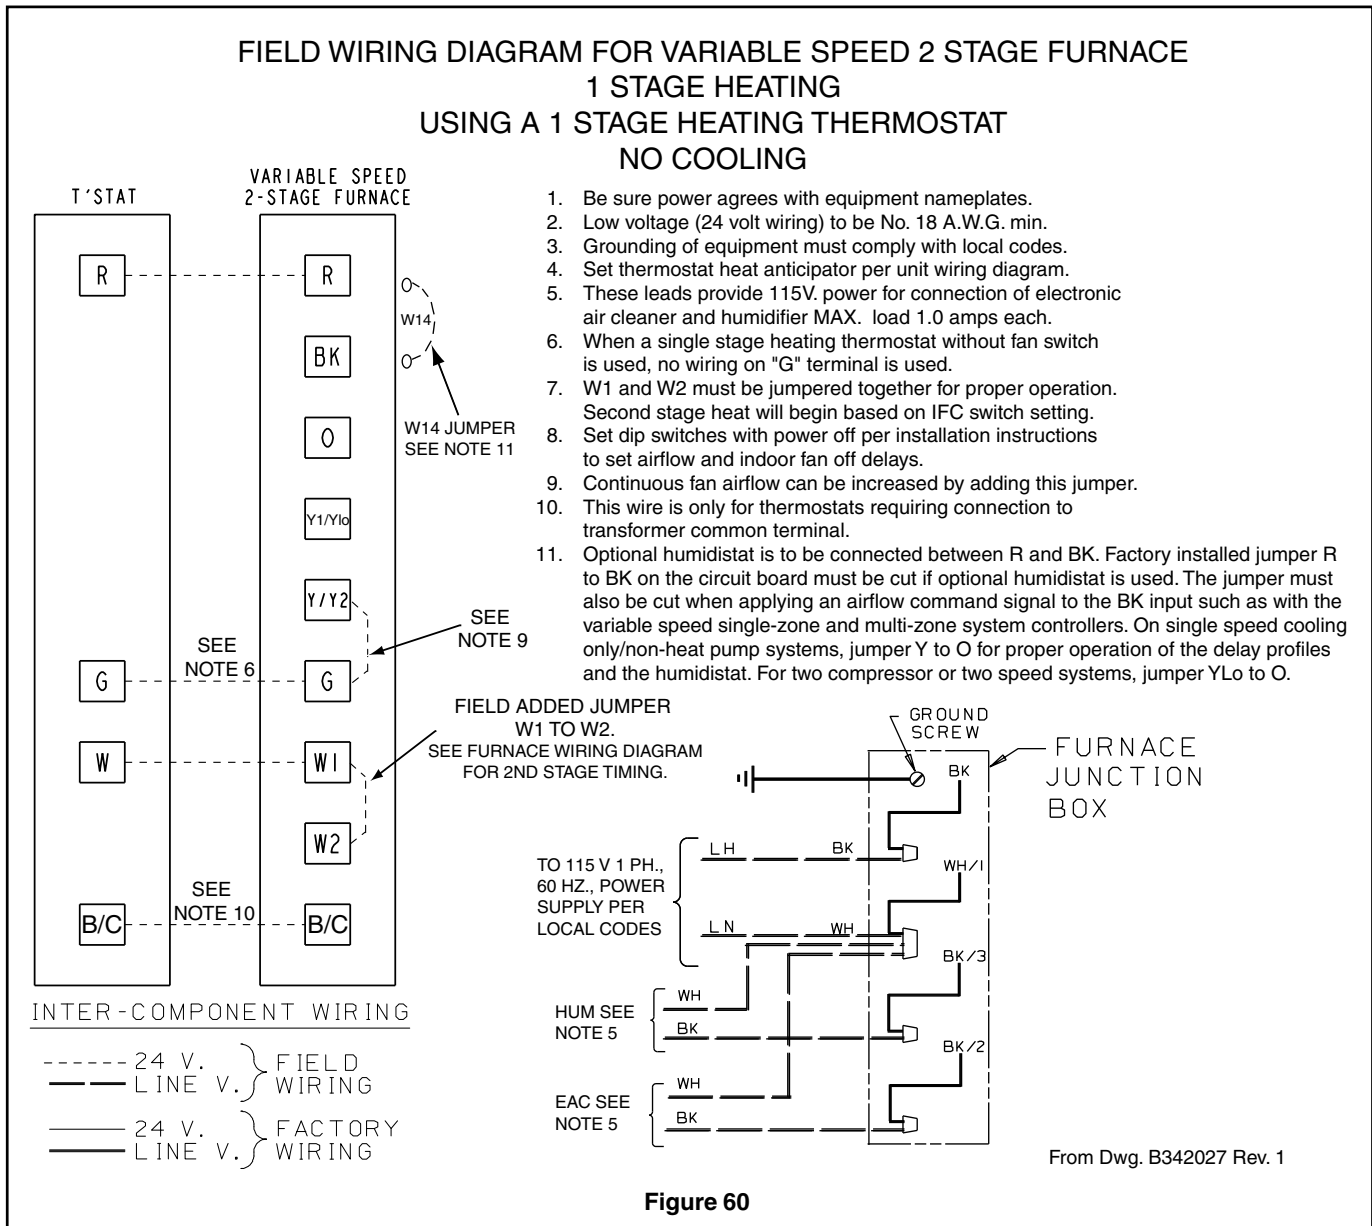 FIELD WIRING DIAGRAM FOR VARIABLE SPEED 2 STAGE FURNACE
1 STAGE HEATING
USING A 1 STAGE HEATING THERMOSTAT
NO COOLING
T'STAT
VARIABLE SPEED
2-STAGE FURNACE
R
R
W14
BK
W14 JUMPER
SEE NOTE 11
O
Y1/Ylo
Y/Y2
SEE
NOTE 9
SEE
NOTE 6
G
G
FIELD ADDED JUMPER
W1 TO W2.
SEE FURNACE WIRING DIAGRAM
FOR 2ND STAGE TIMING.
W
W1
W2
SEE
NOTE 10
B/C
B/C
1. Be sure power agrees with equipment nameplates.
2. Low voltage (24 volt wiring) to be No. 18 A.W.G. min.
3. Grounding of equipment must comply with local codes.
4. Set thermostat heat anticipator per unit wiring diagram.
5. These leads provide 115V. power for connection of electronic
air cleaner and humidifier MAX. load 1.0 amps each.
6. When a single stage heating thermostat without fan switch
is used, no wiring on "G" terminal is used.
7. W1 and W2 must be jumpered together for proper operation.
Second stage heat will begin based on IFC switch setting.
8. Set dip switches with power off per installation instructions
to set airflow and indoor fan off delays.
9. Continuous fan airflow can be increased by adding this jumper.
10. This wire is only for thermostats requiring connection to
transformer common terminal.
11. Optional humidistat is to be connected between R and BK. Factory installed jumper R
to BK on the circuit board must be cut if optional humidistat is used. The jumper must
also be cut when applying an airflow command signal to the BK input such as with the
variable speed single-zone and multi-zone system controllers. On single speed cooling
only/non-heat pump systems, jumper Y to O for proper operation of the delay profiles
and the humidistat. For two compressor or two speed systems, jumper YLo to O.
GROUND
SCREW
FURNACE
JUNCTION
BOX
BK
LH BK
WH/1
TO 115 V 1 PH.,
60 HZ., POWER
SUPPLY PER
LOCAL CODES
LN WH
BK/3
HUM SEE
NOTE 5
WH
BK
BK/2
EAC SEE
NOTE 5
WH
BK
INTER-COMPONENT WIRING
24 V.
LINE V.
FIELD
WIRING
24 V.
LINE V.
FACTORY
WIRING
From Dwg. B342027 Rev. 1
Figure 60